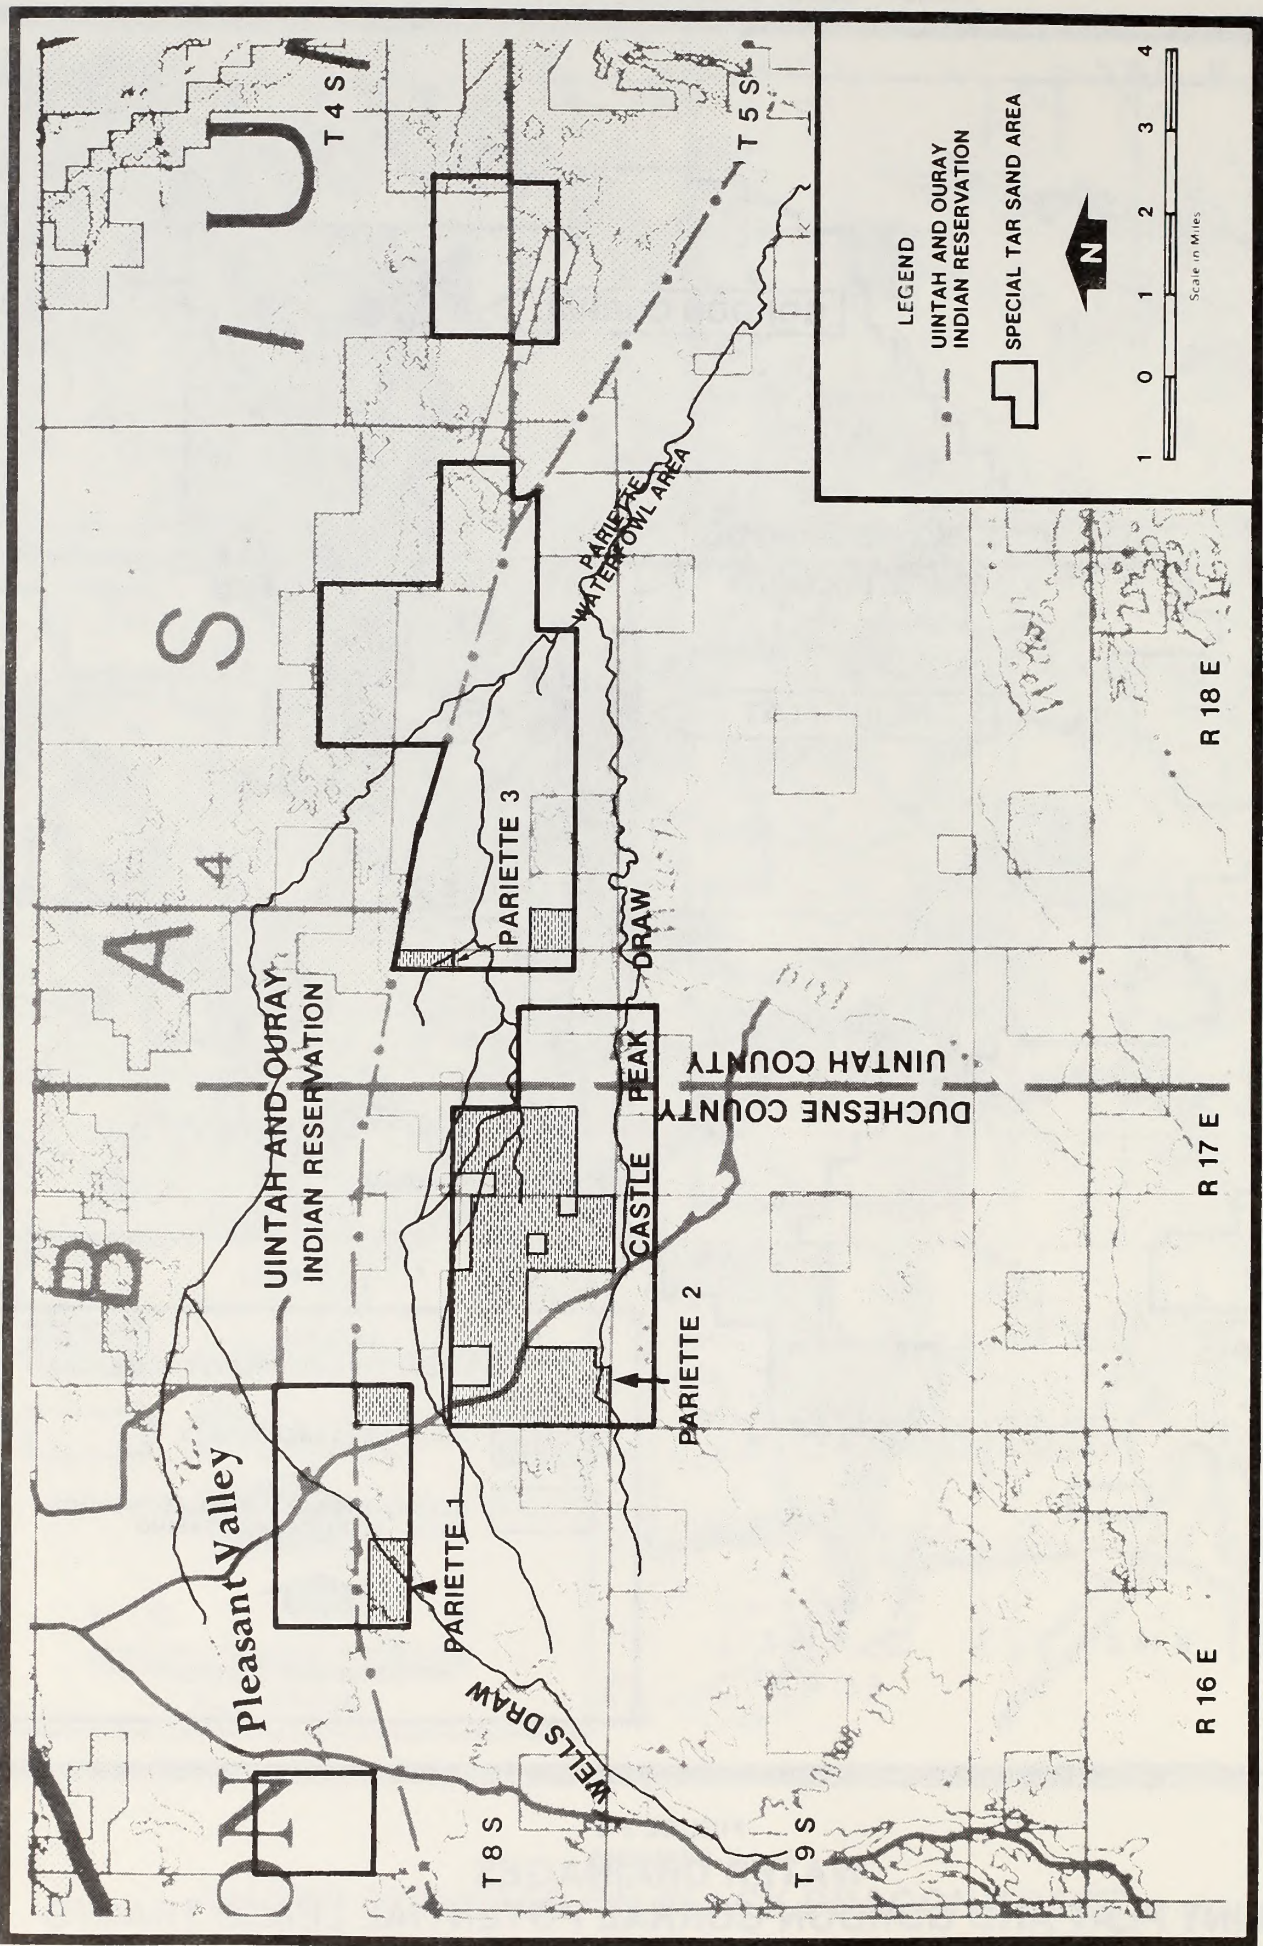 T 4 S
T 5 S
U
I
S
A
4
B
ON
UINTAH AND OURAY
INDIAN RESERVATION
Pleasant Valley
PARIETTE
WATERFOWL AREA
PARIETTE 3
PARIETTE 1
PARIETTE 2
CASTLE PEAK DRAW
WELLS DRAW
UINTAH COUNTY
DUCHESNE COUNTY
T 8 S
T 9 S
R 16 E
R 17 E
R 18 E
LEGEND
UINTAH AND OURAY
INDIAN RESERVATION
SPECIAL TAR SAND AREA
N
1 0 1 2 3 4
Scale in Miles